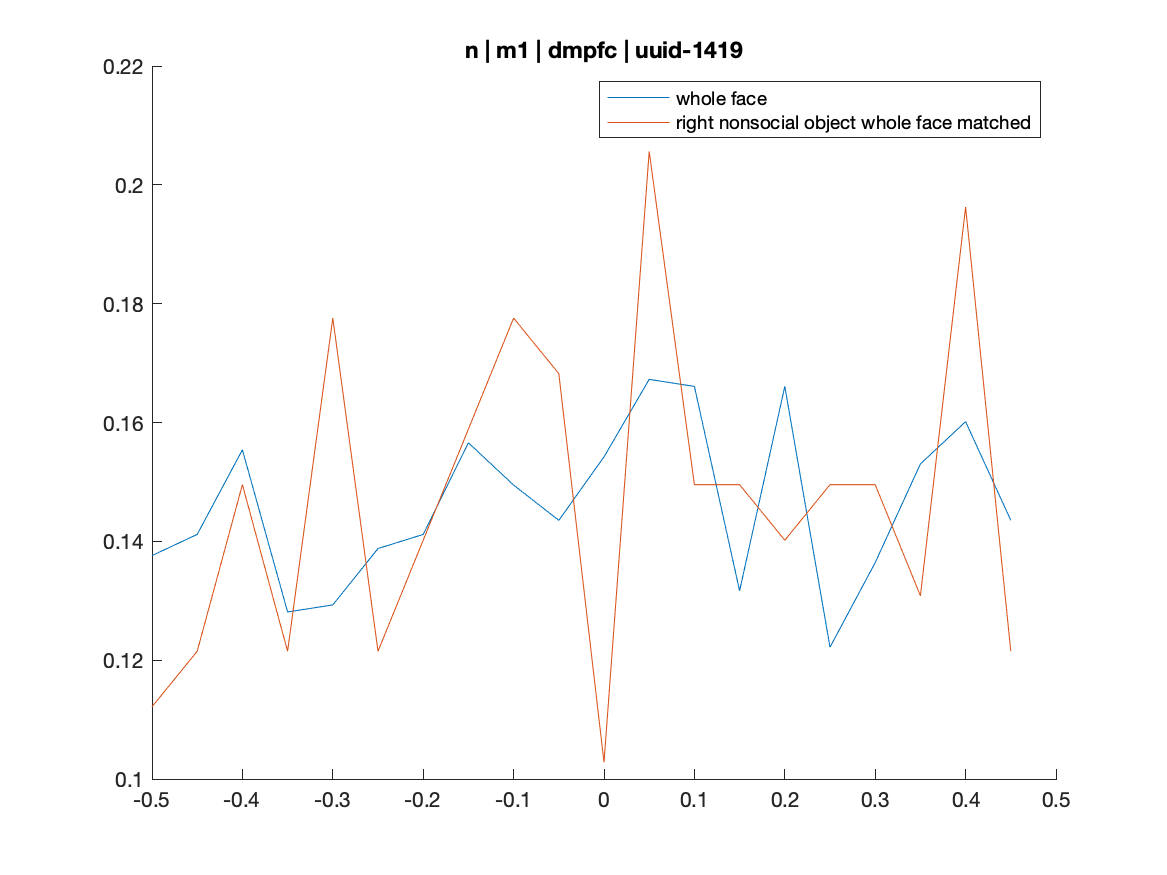 n | m1 | dmpfc | uuid-1419
whole face
right nonsocial object whole face matched
0.22
0.2
0.18
0.16
0.14
0.12
0.1
-0.5 -0.4 -0.3 -0.2 -0.1 0 0.1 0.2 0.3 0.4 0.5